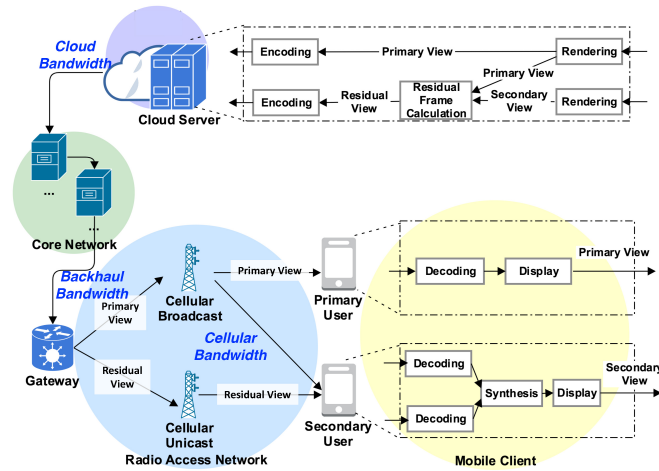 Cloud
Bandwidth
Cloud Server
Encoding
Primary View
Rendering
Primary View
Encoding
Residual
View
Residual
Frame
Calculation
Secondary
View
Rendering
...
...
Core Network
Backhaul
Bandwidth
Primary
View
Gateway
Residual
View
Cellular
Broadcast
Primary View
Cellular
Bandwidth
Primary
User
Cellular
Unicast
Residual View
Secondary
User
Radio Access Network
Decoding
Display
Primary View
Decoding
Decoding
Synthesis
Display
Secondary
View
Mobile Client